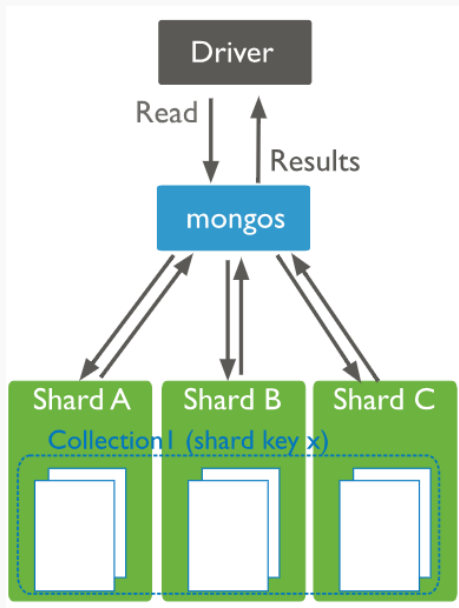 Driver
Read
Results
mongos
Shard A
Shard B
Shard C
Collection1 (shard key x)